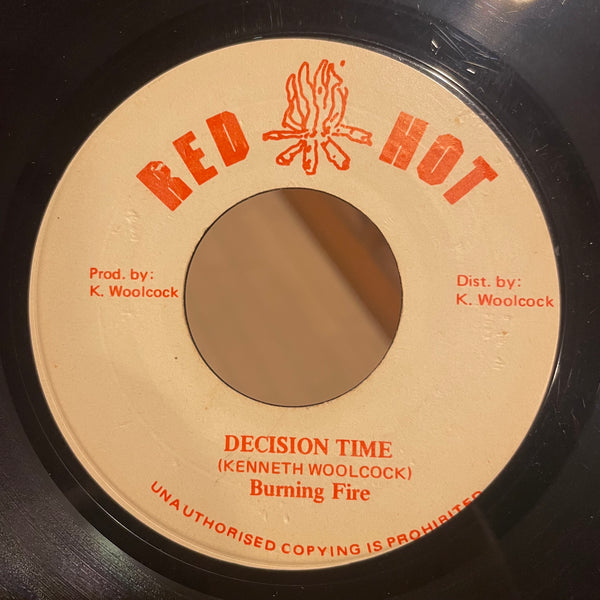 RED HOT
Prod. by:
K. Woolcock
Dist. by:
K. Woolcock
DECISION TIME
(KENNETH WOOLCOCK)
Burning Fire
UNAUTHORISED COPYING IS PROHIBITED